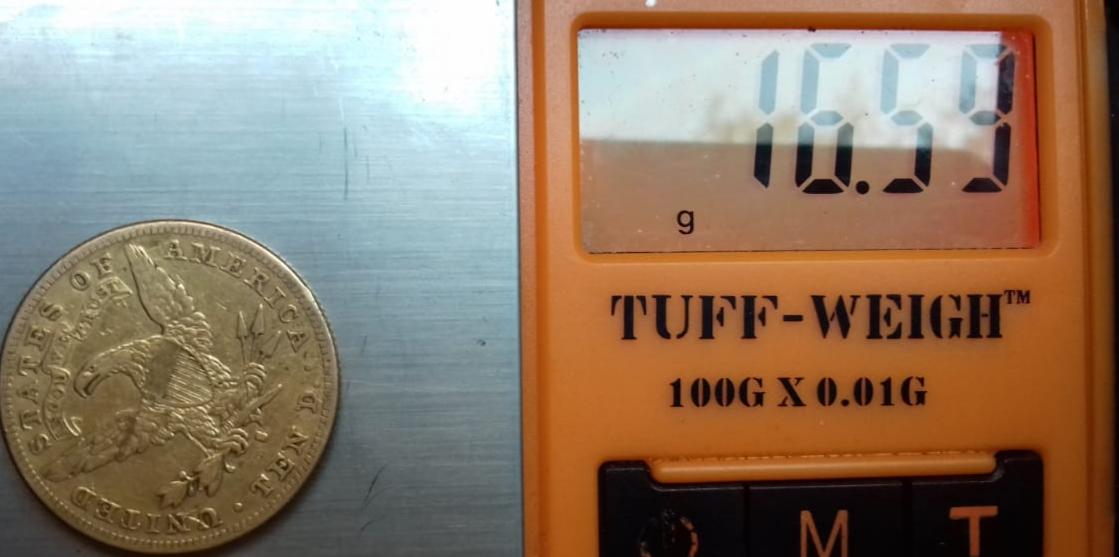 16.59
g
TUFF-WEIGH™
100G X 0.01G
M T
UNITED STATES OF AMERICA
IN GOD WE TRUST
TEN D.